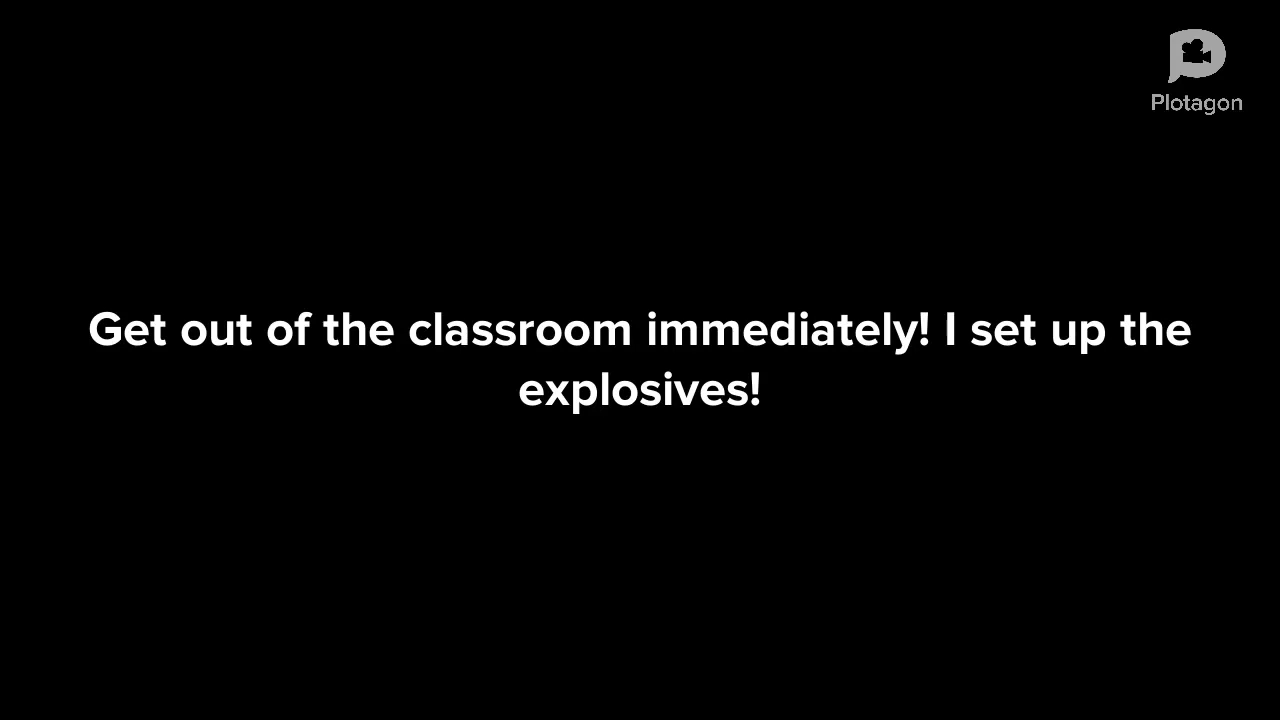 Plotagon
Get out of the classroom immediately! I set up the
explosives!